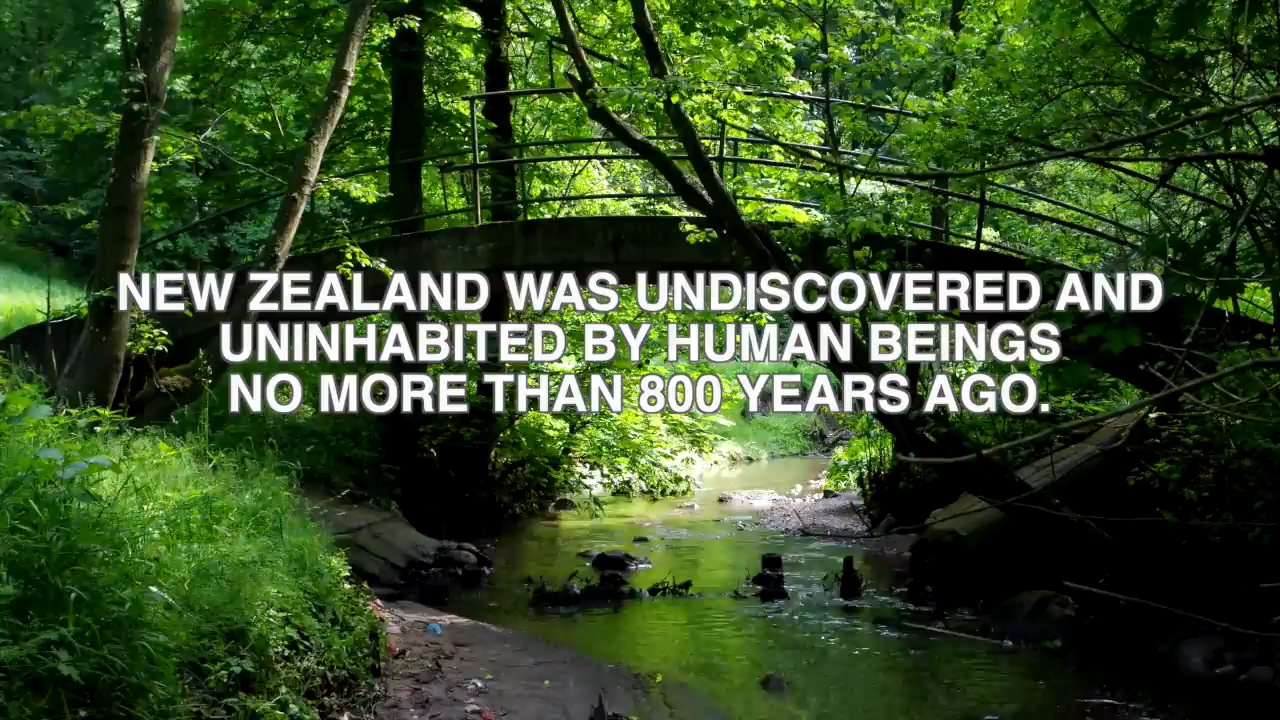 NEW ZEALAND WAS UNDISCOVERED AND
UNINHABITED BY HUMAN BEINGS
NO MORE THAN 800 YEARS AGO.